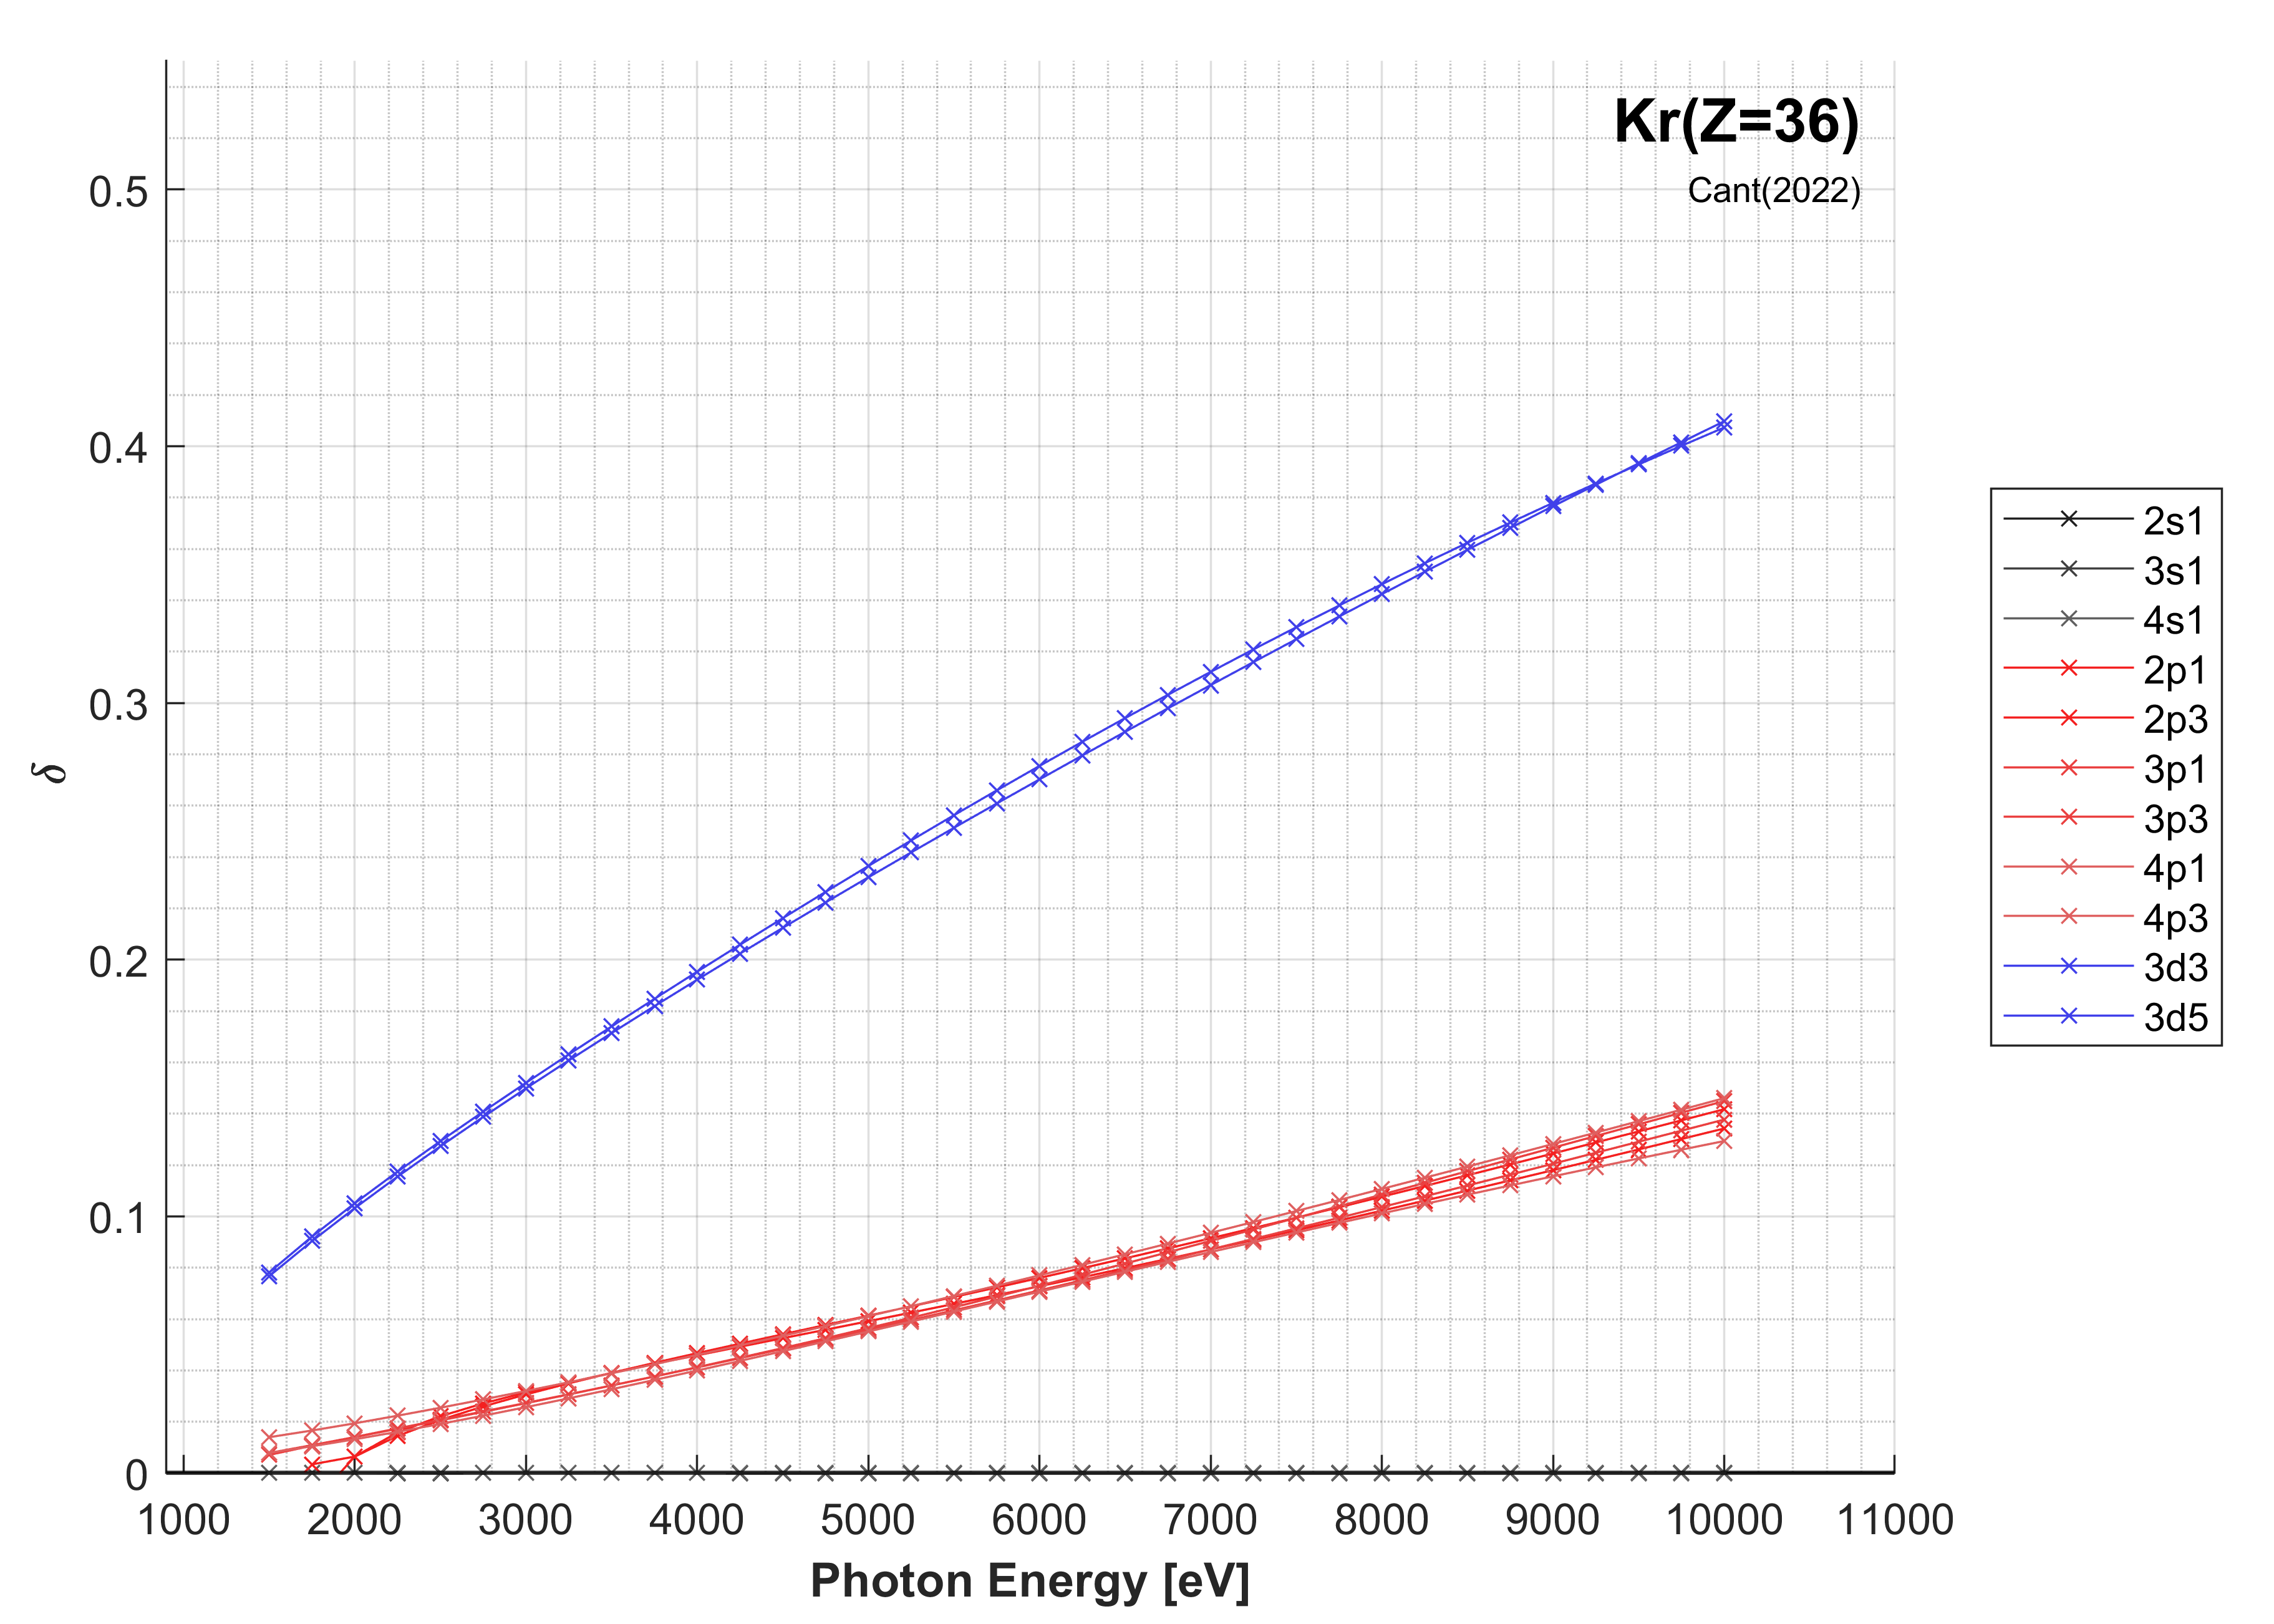 Kr(Z=36)
Cant(2022)
δ
0.5
0.4
0.3
0.2
0.1
0
1000 2000 3000 4000 5000 6000 7000 8000 9000 10000 11000
Photon Energy [eV]
2s1
3s1
4s1
2p1
2p3
3p1
3p3
4p1
4p3
3d3
3d5